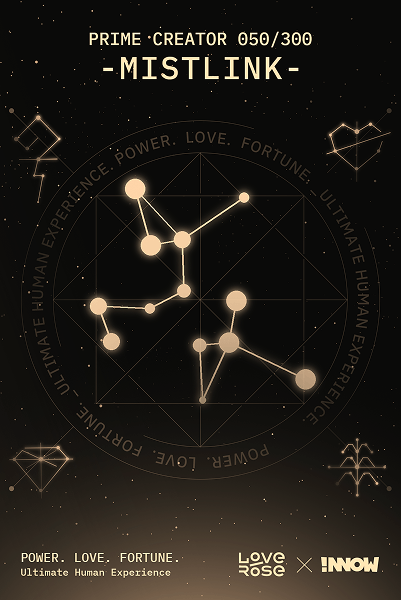 PRIME·CREATOR 050/300
-MISTLINK-
POWER. LOVE. FORTUNE._ULTIMATE HUMAN EXPERIENCE.
POWER. LOVE. FORTUNE._ULTIMATE HUMAN EXPERIENCE.
POWER. LOVE. FORTUNE.
Ultimate Human Experience
LOVE
ROSE
×
!NNOW